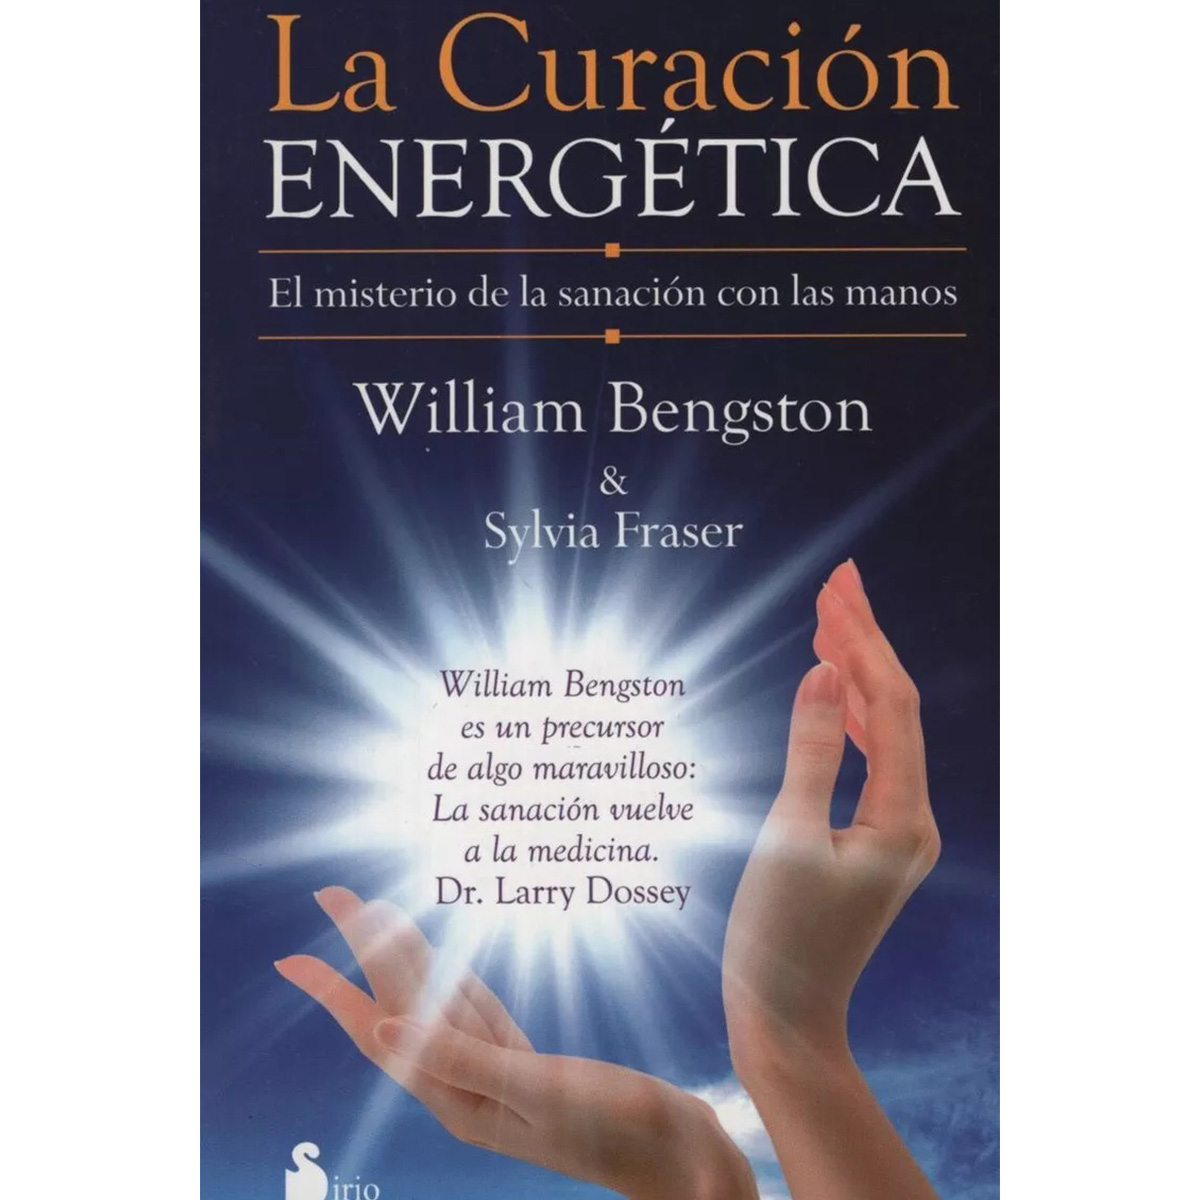 La Curación
ENERGÉTICA
El misterio de la sanación con las manos
William Bengston
&
Sylvia Fraser
William Bengston
es un precursor
de algo maravilloso:
La sanación vuelve
a la medicina.
Dr. Larry Dossey
Sirio